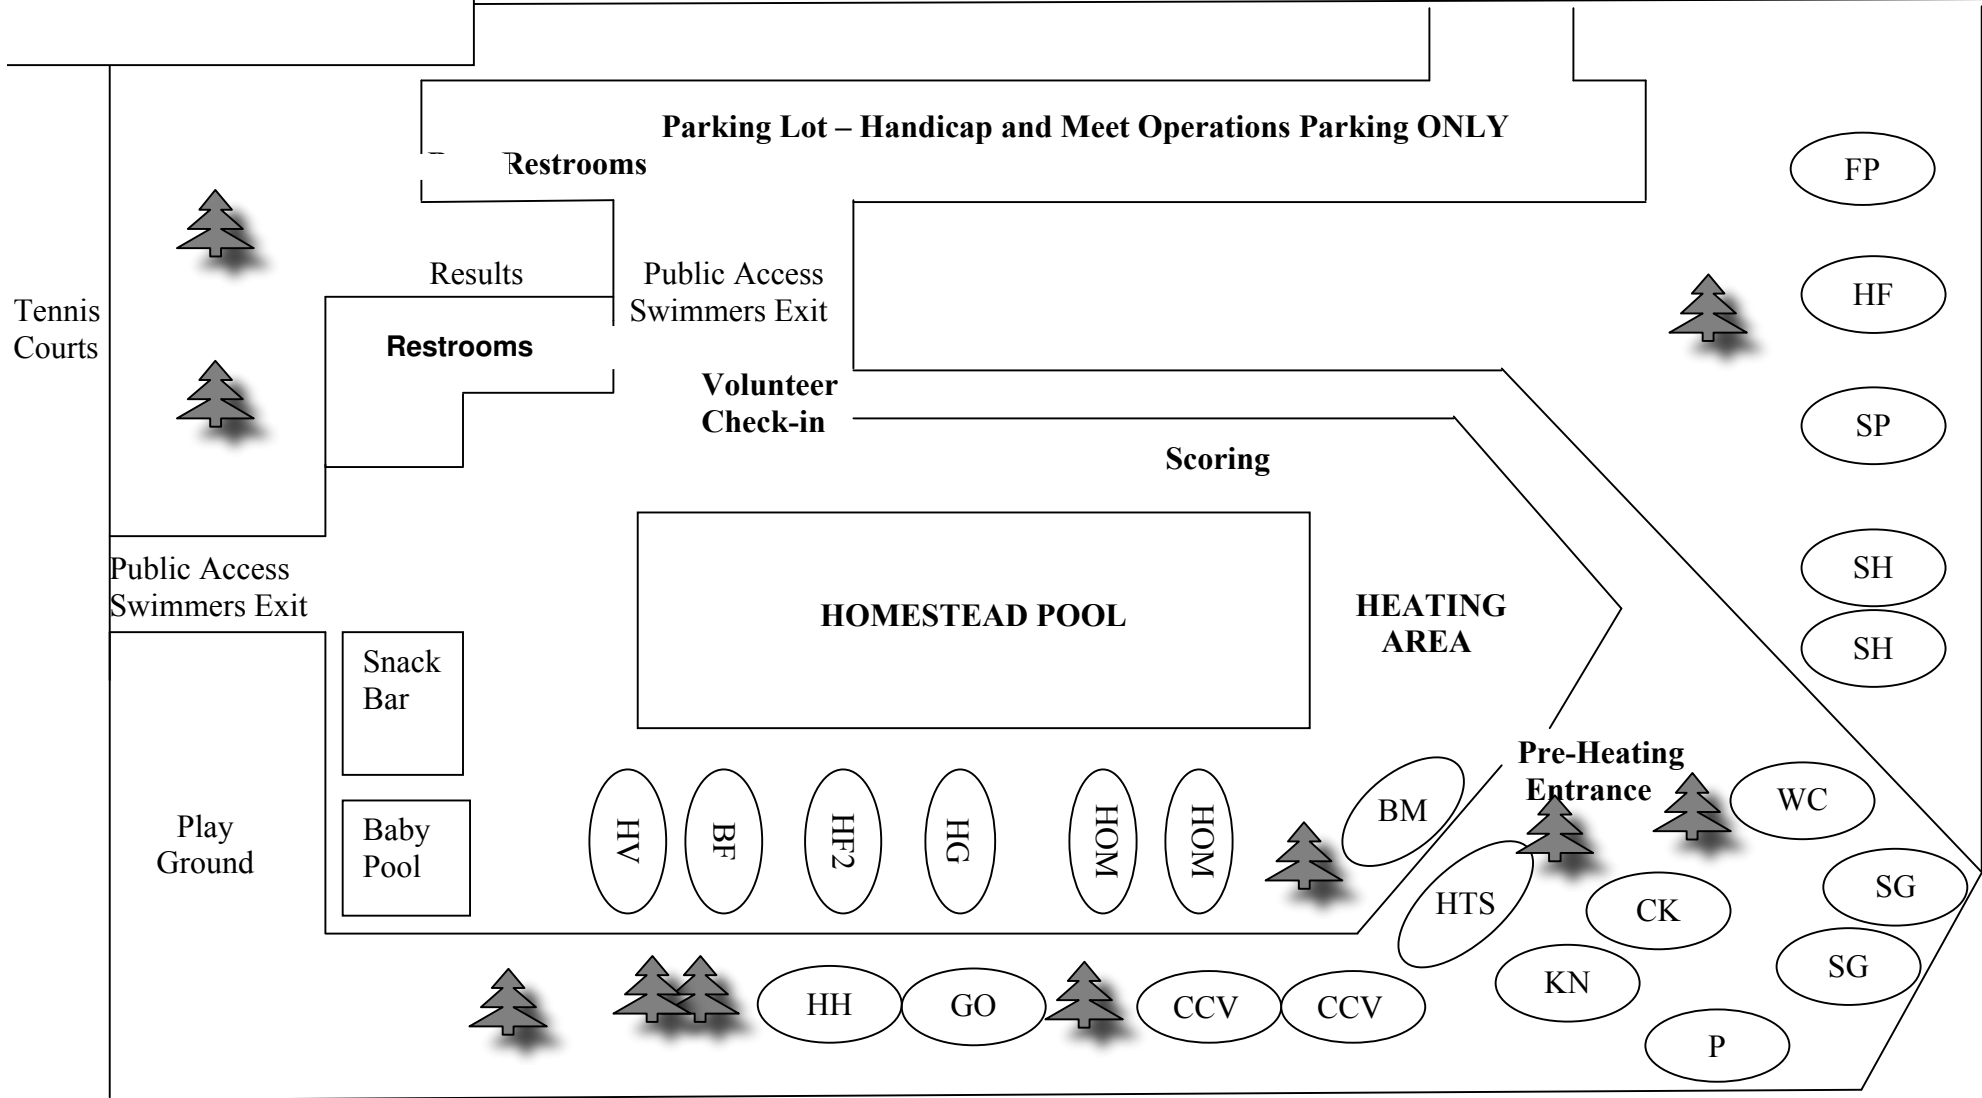 Parking Lot – Handicap and Meet Operations Parking ONLY
Restrooms
FP
Results
Public Access
Swimmers Exit
HF
Tennis
Courts
Restrooms
Volunteer
Check-in
SP
Scoring
Public Access
Swimmers Exit
SH
HOMESTEAD POOL
HEATING
AREA
SH
Snack
Bar
Pre-Heating
Entrance
WC
Play
Ground
Baby
Pool
HV
BF
HF2
HG
HOM
HOM
BM
HTS
CK
SG
KN
SG
HH
GO
CCV
CCV
P